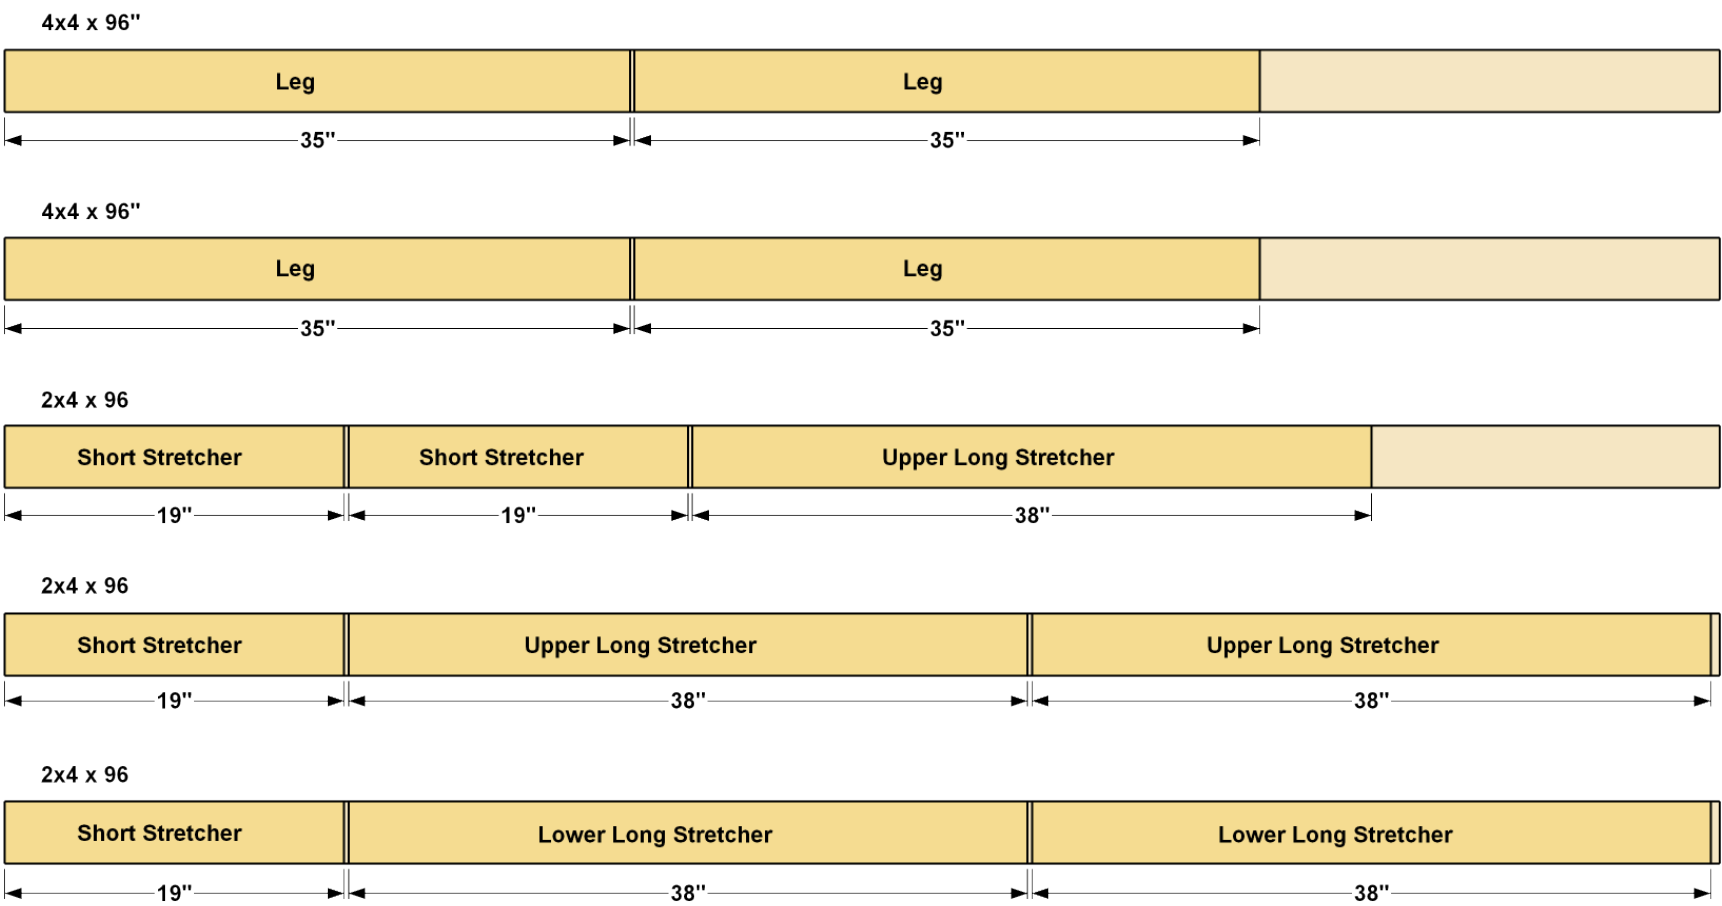 4x4 x 96"
Leg Leg
35" 35"
4x4 x 96"
Leg Leg
35" 35"
2x4 x 96
Short Stretcher Short Stretcher Upper Long Stretcher
19" 19" 38"
2x4 x 96
Short Stretcher Upper Long Stretcher Upper Long Stretcher
19" 38" 38"
2x4 x 96
Short Stretcher Lower Long Stretcher Lower Long Stretcher
19" 38" 38"